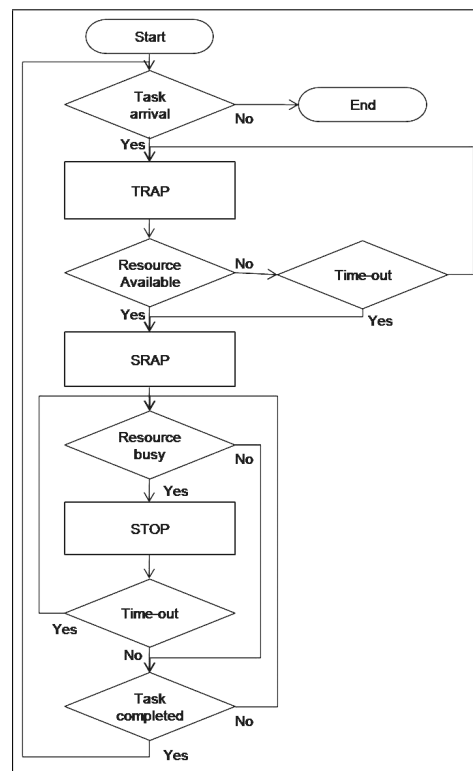 Start
Task
arrival
No
End
Yes
TRAP
Resource
Available
No
Time-out
Yes
Yes
SRAP
Resource
busy
No
Yes
STOP
Time-out
Yes
No
Task
completed
No
Yes